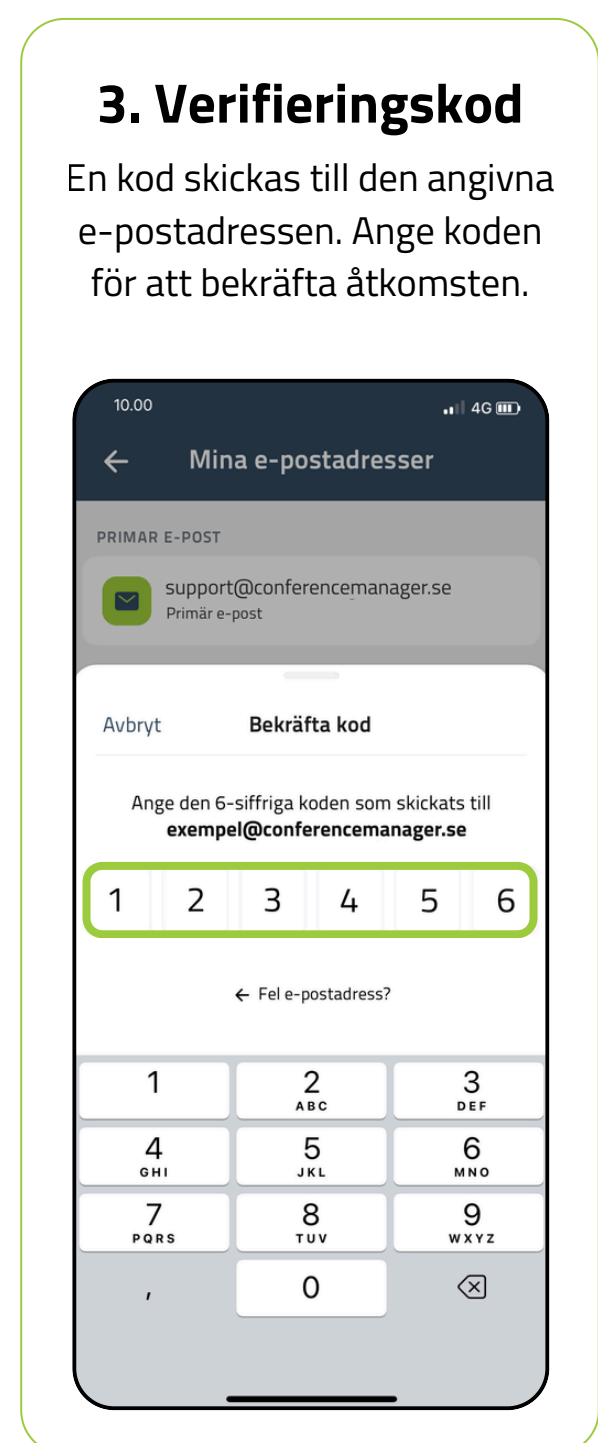 3. Verifieringskod
En kod skickas till den angivna
e-postadressen. Ange koden
för att bekräfta åtkomsten.
10.00 4G
← Mina e-postadresser
PRIMAR E-POST
support@conferencemanager.se
Primär e-post
Avbryt Bekräfta kod
Ange den 6-siffriga koden som skickats till
exempel@conferencemanager.se
1 2 3 4 5 6
← Fel e-postadress?
1 2 3
ABC DEF
4 5 6
GHI JKL MNO
7 8 9
PQRS TUV WXYZ
, 0